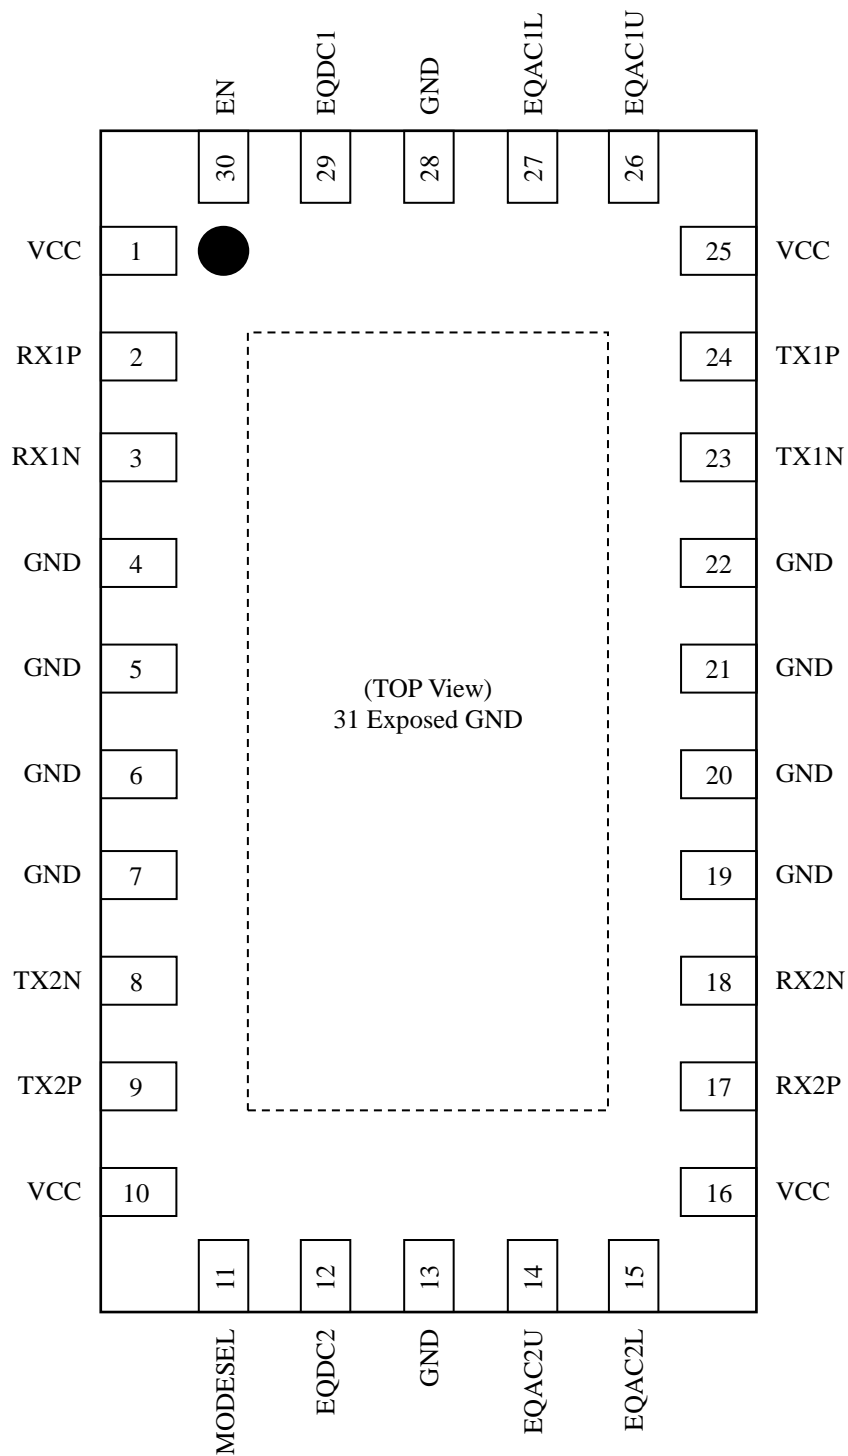 EN
EQDC1
GND
EQAC1L
EQAC1U
30
29
28
27
26
VCC 1
25 VCC
RX1P 2
24 TX1P
RX1N 3
23 TX1N
GND 4
22 GND
GND 5
21 GND
(TOP View)
31 Exposed GND
GND 6
20 GND
GND 7
19 GND
TX2N 8
18 RX2N
TX2P 9
17 RX2P
VCC 10
16 VCC
11
12
13
14
15
MODESEL
EQDC2
GND
EQAC2U
EQAC2L